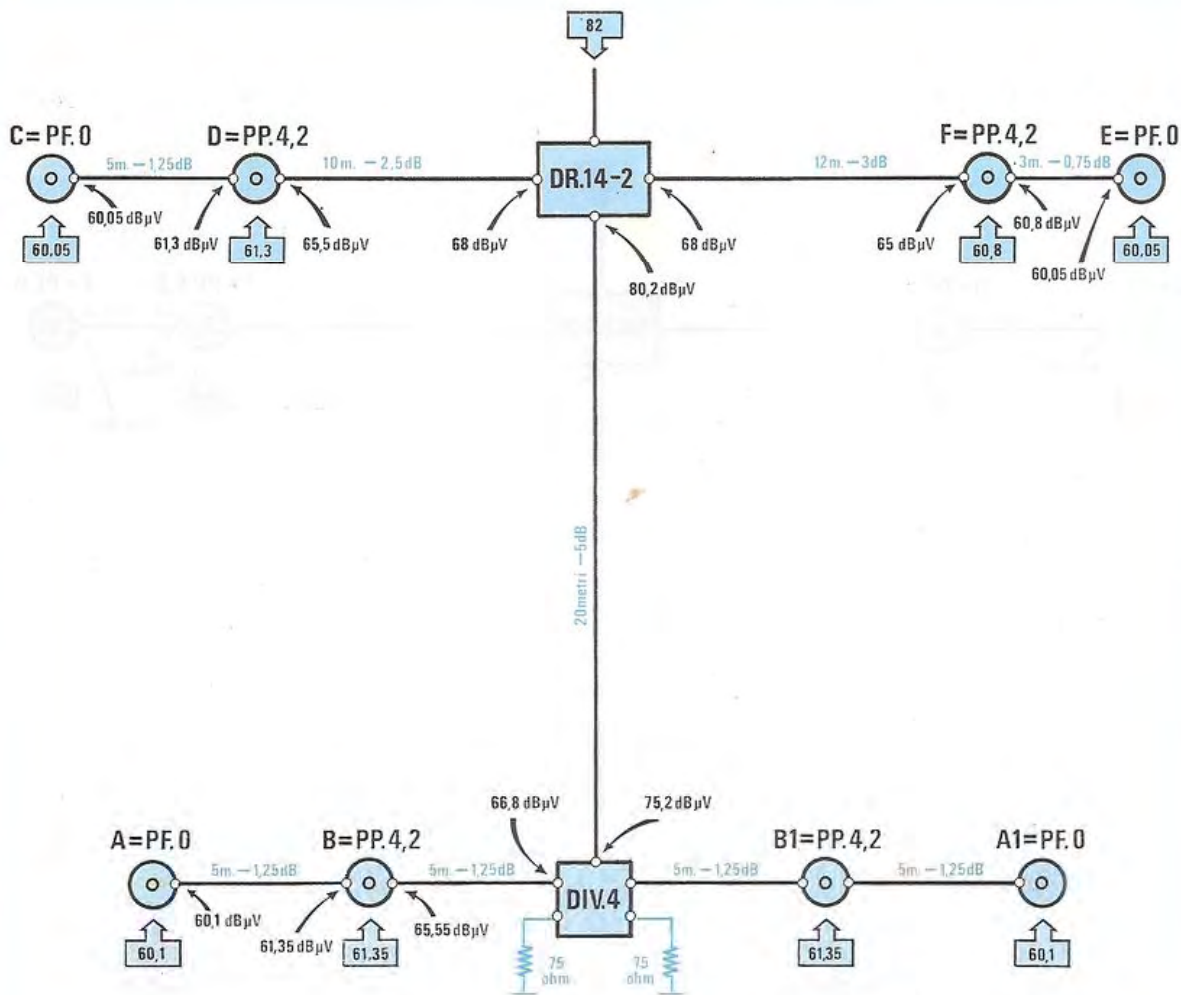 82
C=PF.0
D=PP.4,2
F=PP.4,2
E=PF.0
5m.-1,25dB
10m. -2,5dB
DR.14-2
12m-3dB
3m.-0,75dB
60,05 dBµV
61,3 dBµV
65,5 dBµV
68 dBµV
68 dBµV
65 dBµV
60,8 dBµV
60,05 dBµV
60,05
61,3
80,2 dBµV
60,8
60,05
20metri -5dB
66,8 dBµV
75,2dBµV
A=PF.0
B=PP.4,2
B1=PP.4,2
A1=PF.0
5m.-1,25dB
5m.-1,25dB
DIV.4
5m.-1,25dB
5m.-1,25dB
60,1 dBµV
61,35 dBµV
65,55 dBµV
60,1
61,35
75
ohm
75
ohm
61,35
60,1